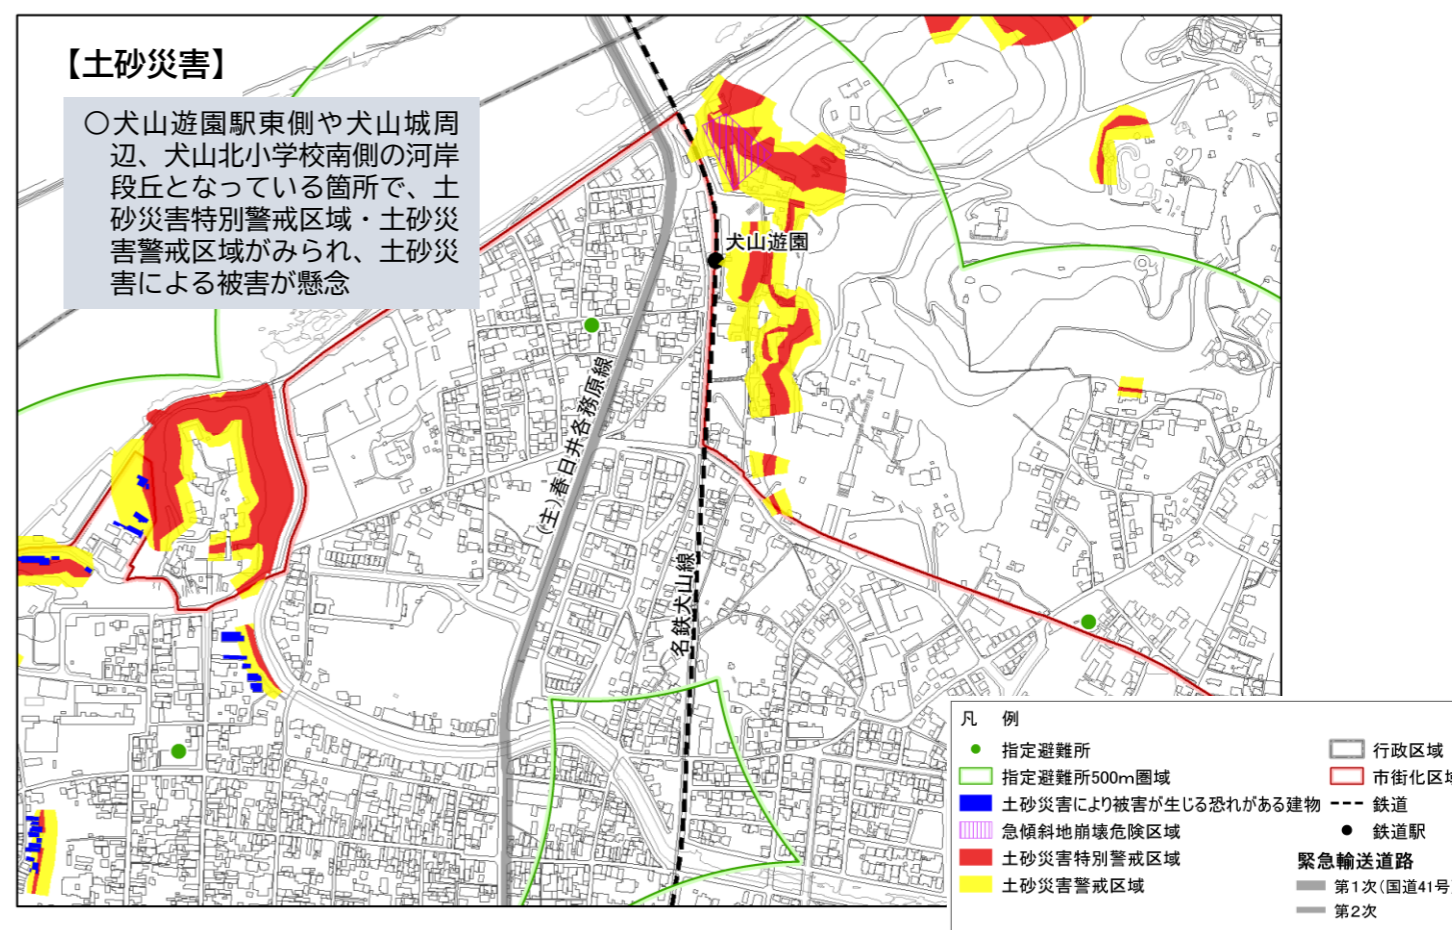 【土砂災害】
○犬山遊園駅東側や犬山城周
辺、犬山北小学校南側の河岸
段丘となっている箇所で、土
砂災害特別警戒区域・土砂災
害警戒区域がみられ、土砂災
害による被害が懸念
犬山遊園
(主)春日井各務原線
名鉄犬山線
凡 例
指定避難所
指定避難所500m圏域
土砂災害により被害が生じる恐れがある建物
急傾斜地崩壊危険区域
土砂災害特別警戒区域
土砂災害警戒区域
行政区域
市街化区域
鉄道
鉄道駅
緊急輸送道路
第1次(国道41号
第2次